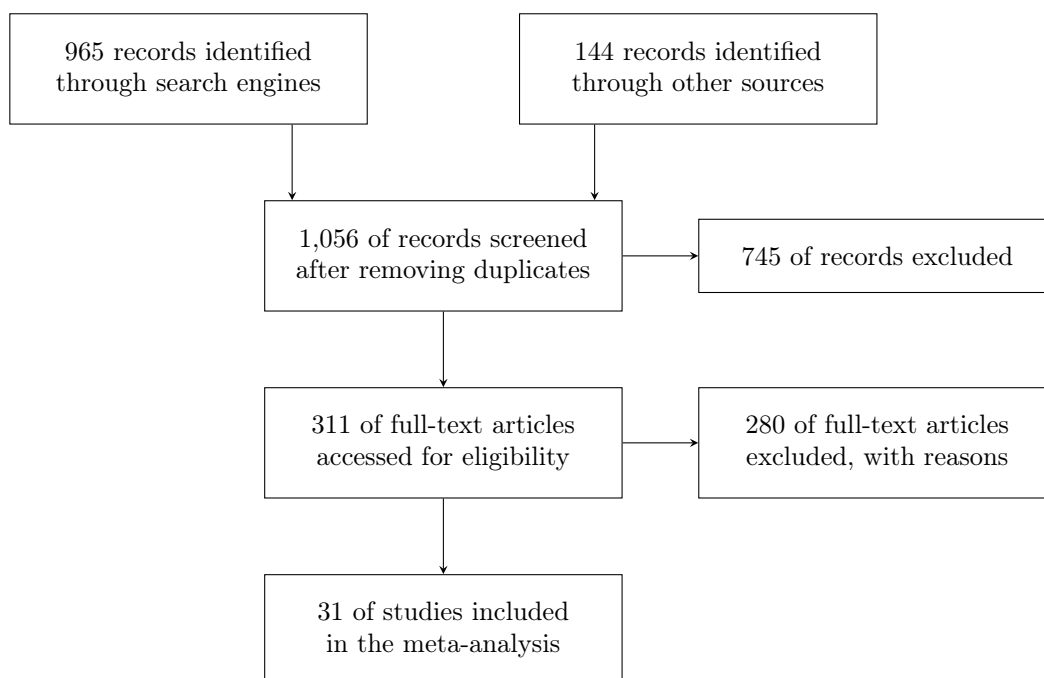 965 records identified
through search engines
144 records identified
through other sources
1,056 of records screened
after removing duplicates
745 of records excluded
311 of full-text articles
accessed for eligibility
280 of full-text articles
excluded, with reasons
31 of studies included
in the meta-analysis